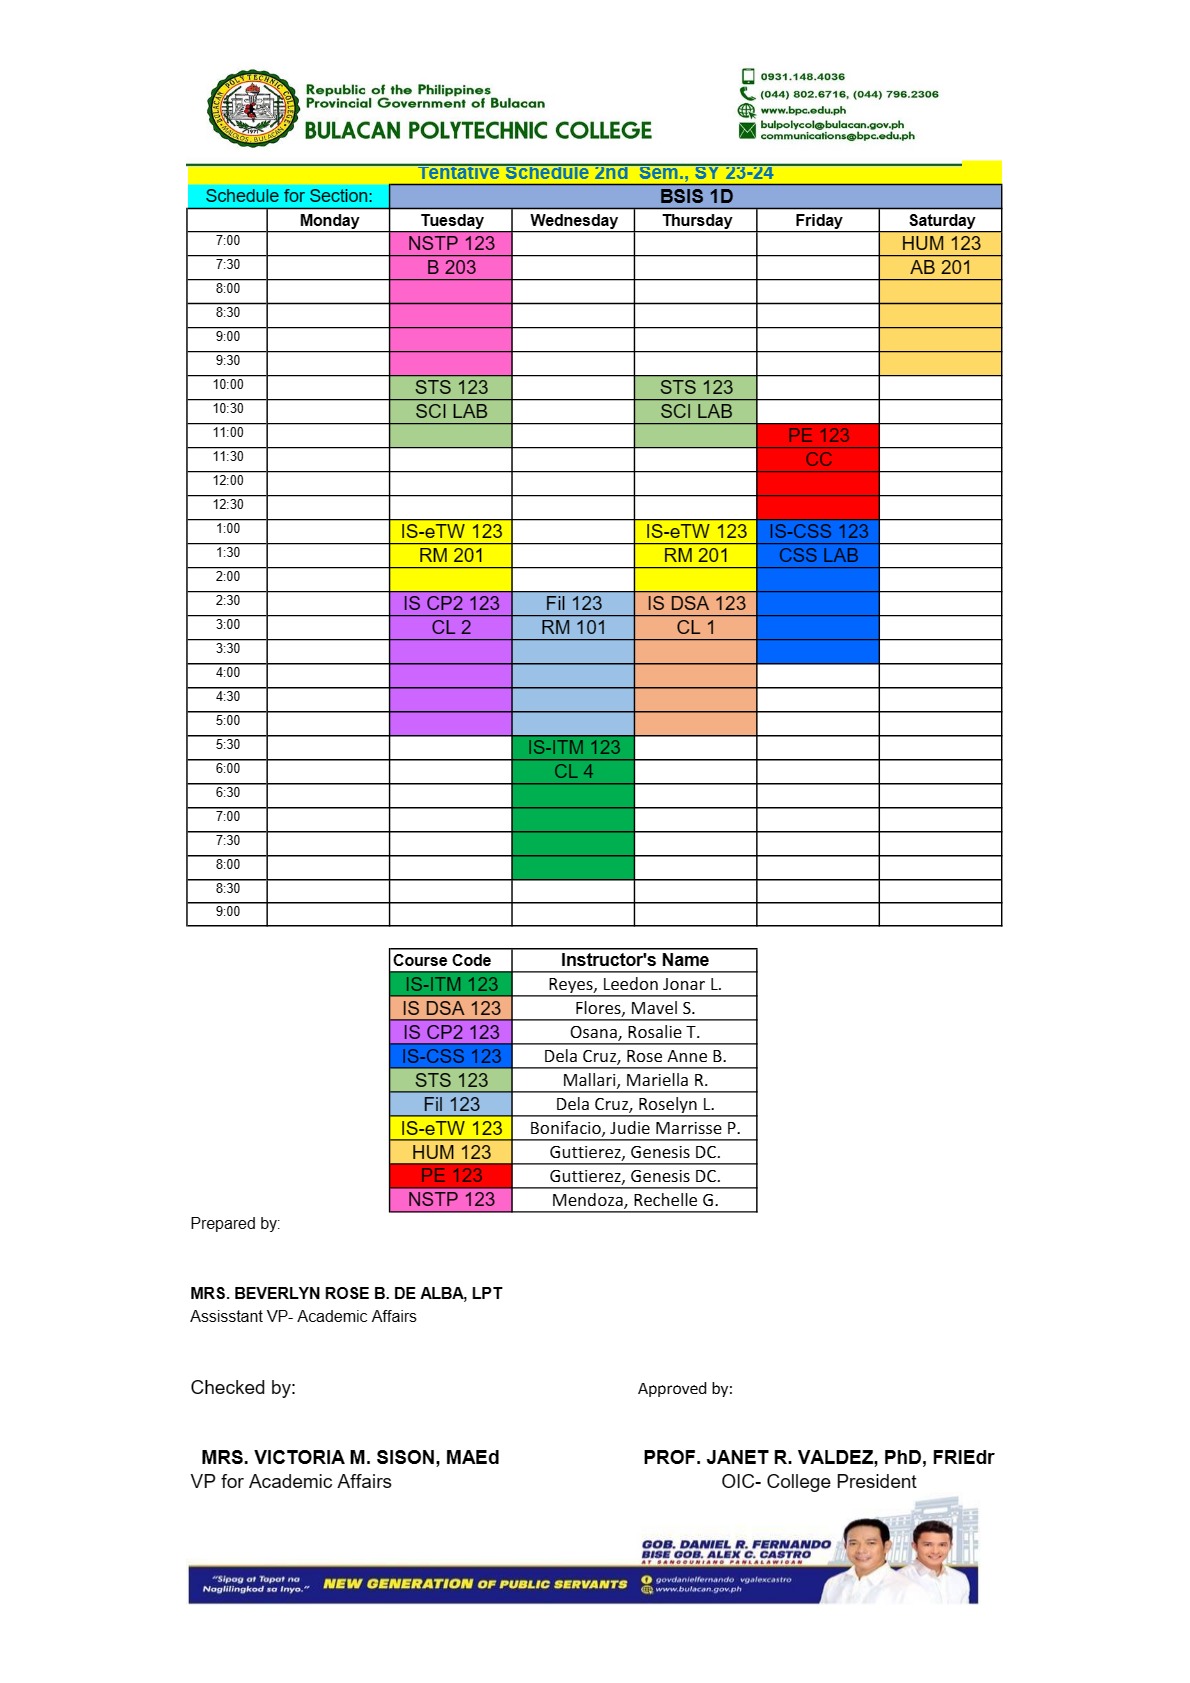 BULACAN POLYTECHNIC COLLEGE
MALOLOS, BULACAN
1971
Republic of the Philippines
Provincial Government of Bulacan
BULACAN POLYTECHNIC COLLEGE
0931.148.4036
(044) 802.6716, (044) 796.2306
www.bpc.edu.ph
bulpolycol@bulacan.gov.ph
communications@bpc.edu.ph
Tentative Schedule 2nd Sem., SY 23-24
Schedule for Section: BSIS 1D
Monday Tuesday Wednesday Thursday Friday Saturday
7:00 NSTP 123 HUM 123
7:30 B 203 AB 201
8:00
8:30
9:00
9:30
10:00 STS 123 STS 123
10:30 SCI LAB SCI LAB
11:00 PE 123
11:30 CC
12:00
12:30
1:00 IS-eTW 123 IS-eTW 123 IS-CSS 123
1:30 RM 201 RM 201 CSS LAB
2:00
2:30 IS CP2 123 Fil 123 IS DSA 123
3:00 CL 2 RM 101 CL 1
3:30
4:00
4:30
5:00
5:30 IS-ITM 123
6:00 CL 4
6:30
7:00
7:30
8:00
8:30
9:00
Course Code Instructor's Name
IS-ITM 123 Reyes, Leedon Jonar L.
IS DSA 123 Flores, Mavel S.
IS CP2 123 Osana, Rosalie T.
IS-CSS 123 Dela Cruz, Rose Anne B.
STS 123 Mallari, Mariella R.
Fil 123 Dela Cruz, Roselyn L.
IS-eTW 123 Bonifacio, Judie Marrisse P.
HUM 123 Guttierez, Genesis DC.
PE 123 Guttierez, Genesis DC.
NSTP 123 Mendoza, Rechelle G.
Prepared by:
MRS. BEVERLYN ROSE B. DE ALBA, LPT
Assisstant VP- Academic Affairs
Checked by: Approved by:
MRS. VICTORIA M. SISON, MAEd PROF. JANET R. VALDEZ, PhD, FRIEdr
VP for Academic Affairs OIC- College President
GOB. DANIEL R. FERNANDO
BISE GOB. ALEX C. CASTRO
AT SANGGUNIANG PANLALAWIGAN
"Sipag at Tapat na
Naglilingkod sa Inyo."
NEW GENERATION OF PUBLIC SERVANTS
govdanielfernando vgalexcastro
www.bulacan.gov.ph